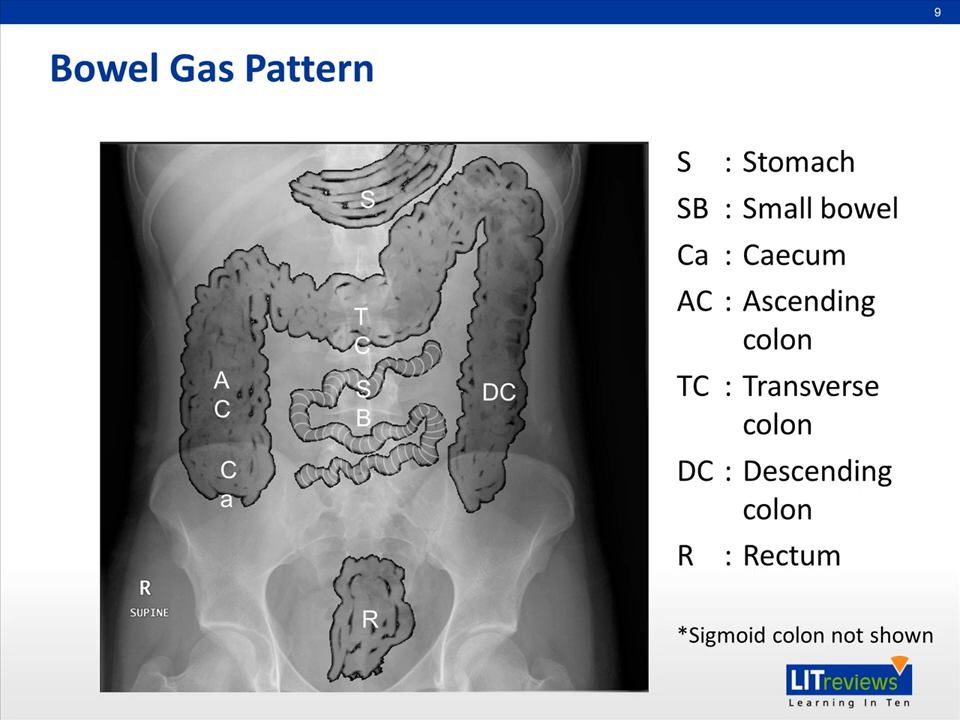 9
Bowel Gas Pattern
S
T
C
S
B
A
C
DC
C
a
R
SUPINE
R
S : Stomach
SB : Small bowel
Ca : Caecum
AC : Ascending
colon
TC : Transverse
colon
DC : Descending
colon
R : Rectum
*Sigmoid colon not shown
LITreviews
Learning In Ten